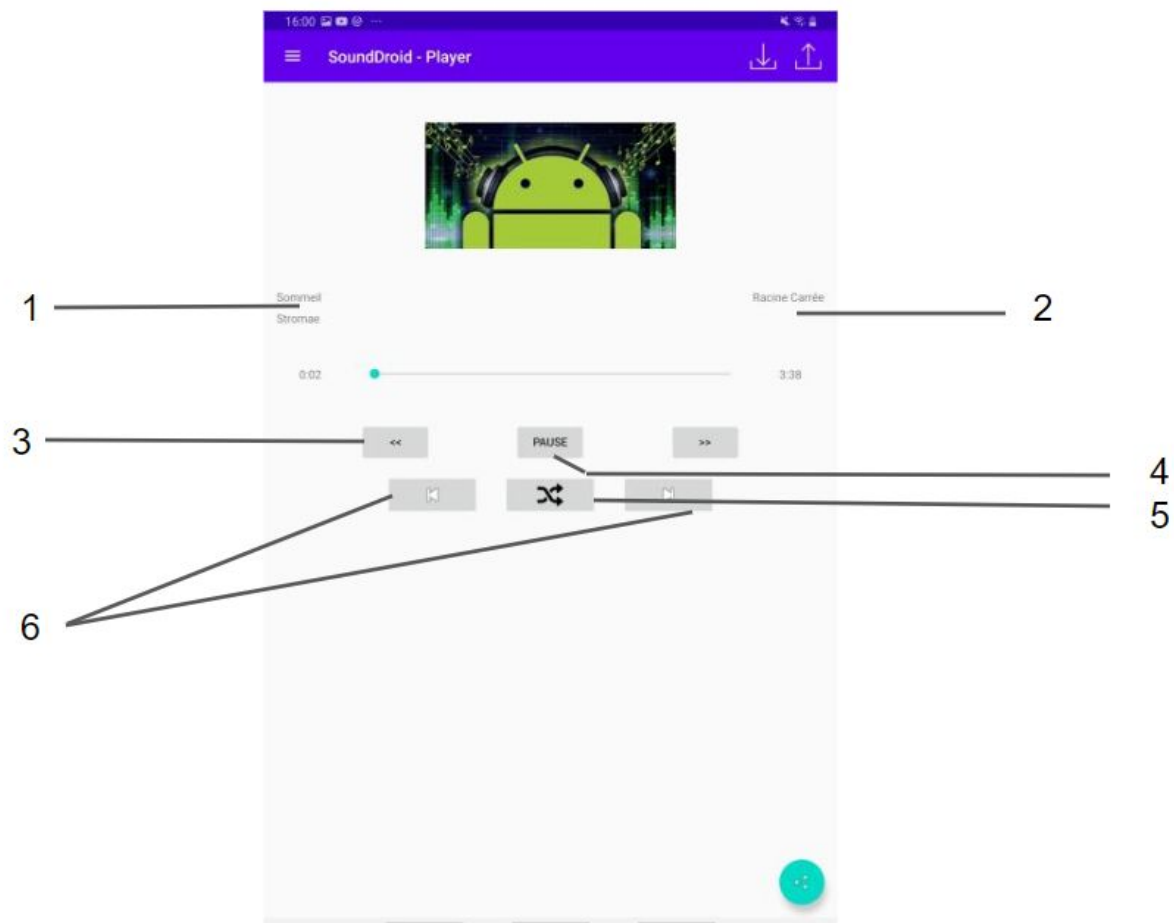 16:00
SoundDroid - Player
1
Sommeil
Racine Carrée
2
Stromae
0:02
3:38
3
<<
PAUSE
>>
4
5
6